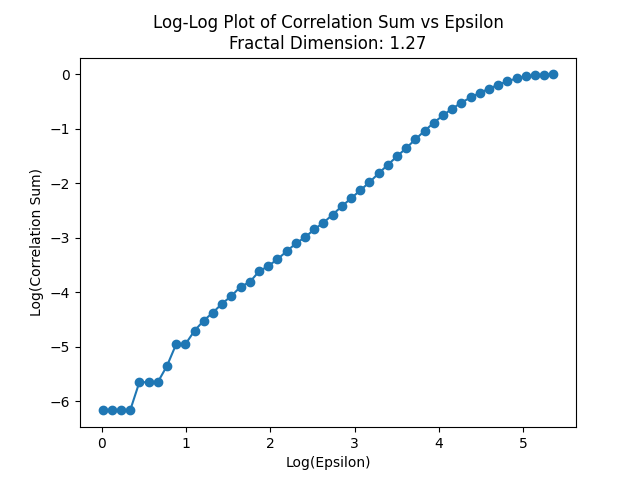 Log-Log Plot of Correlation Sum vs Epsilon
Fractal Dimension: 1.27
0
−1
−2
−3
−4
−5
−6
Log(Correlation Sum)
0 1 2 3 4 5
Log(Epsilon)